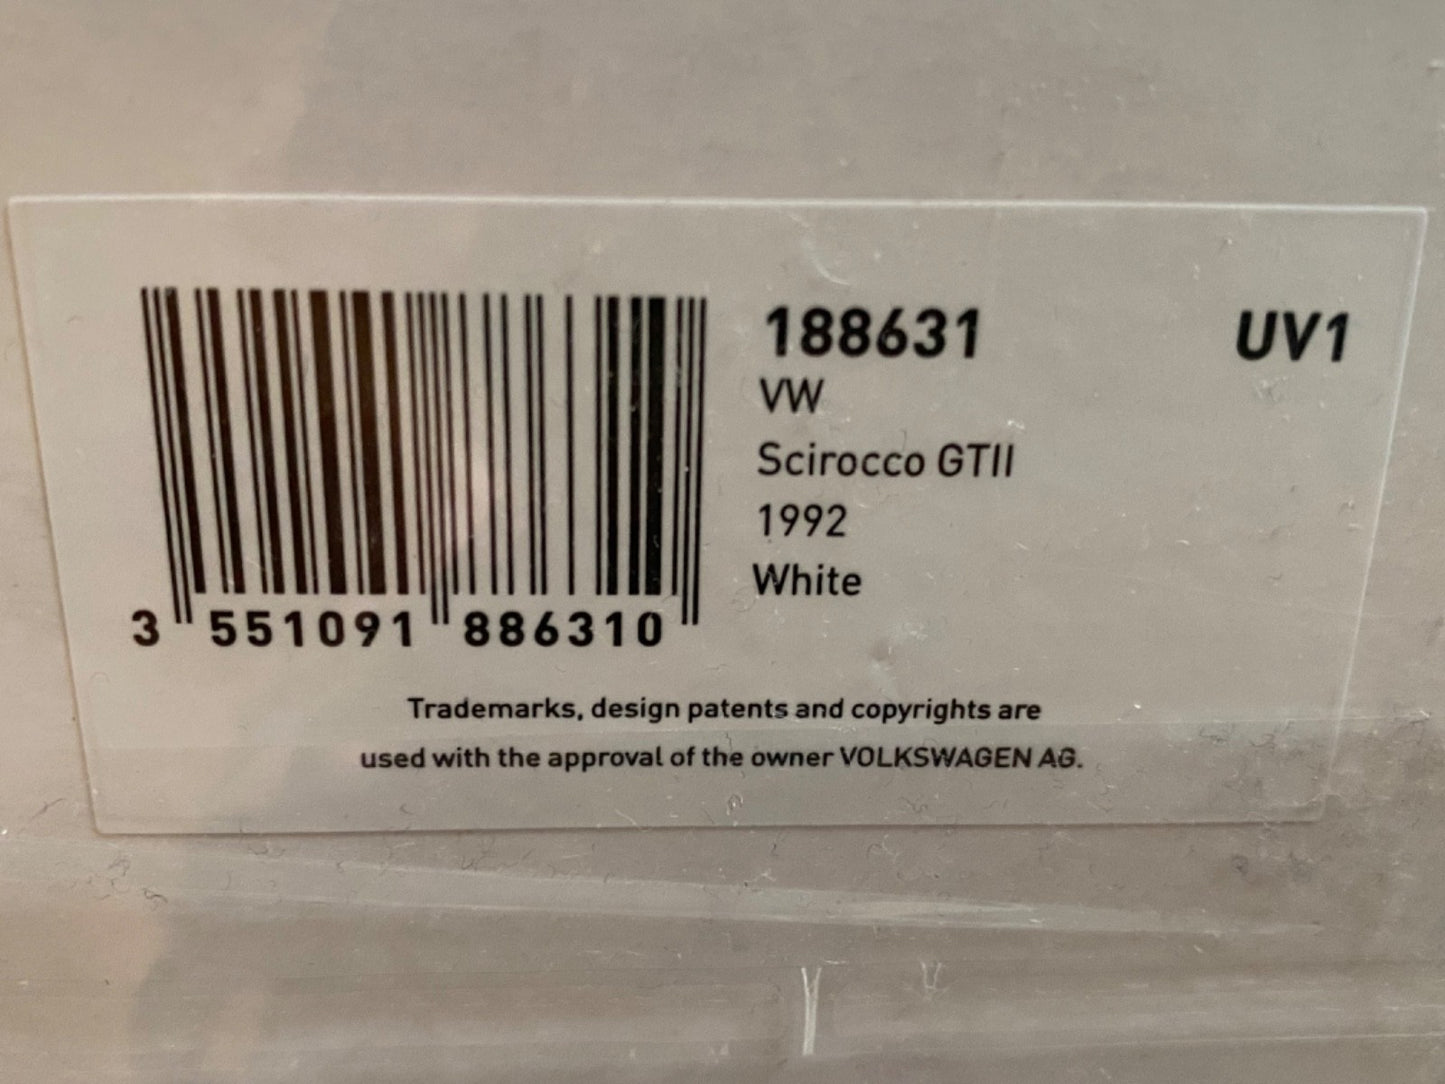 188631 UV1
VW
Scirocco GTII
1992
White
3 551091 886310
Trademarks, design patents and copyrights are
used with the approval of the owner VOLKSWAGEN AG.